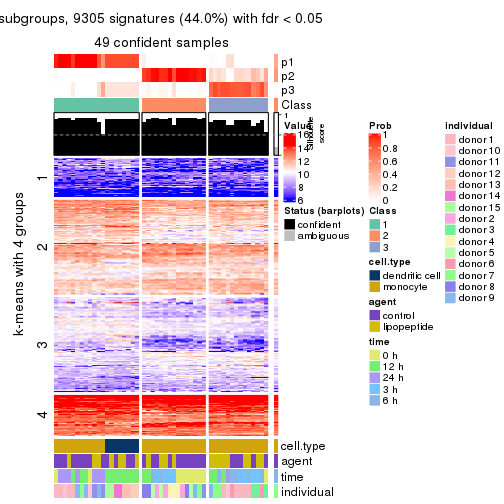 subgroups, 9305 signatures (44.0%) with fdr < 0.05
49 confident samples
p1
p2
p3
Class
1
Silhouette
score
k-means with 4 groups
1
2
3
4
cell.type
agent
time
individual
Value
16
14
12
10
8
6
Status (barplots)
confident
ambiguous
Prob
1
0.8
0.6
0.4
0.2
0
Class
1
2
3
cell.type
dendritic cell
monocyte
agent
control
lipopeptide
time
0 h
12 h
24 h
3 h
6 h
individual
donor 1
donor 10
donor 11
donor 12
donor 13
donor 14
donor 15
donor 2
donor 3
donor 4
donor 5
donor 6
donor 7
donor 8
donor 9